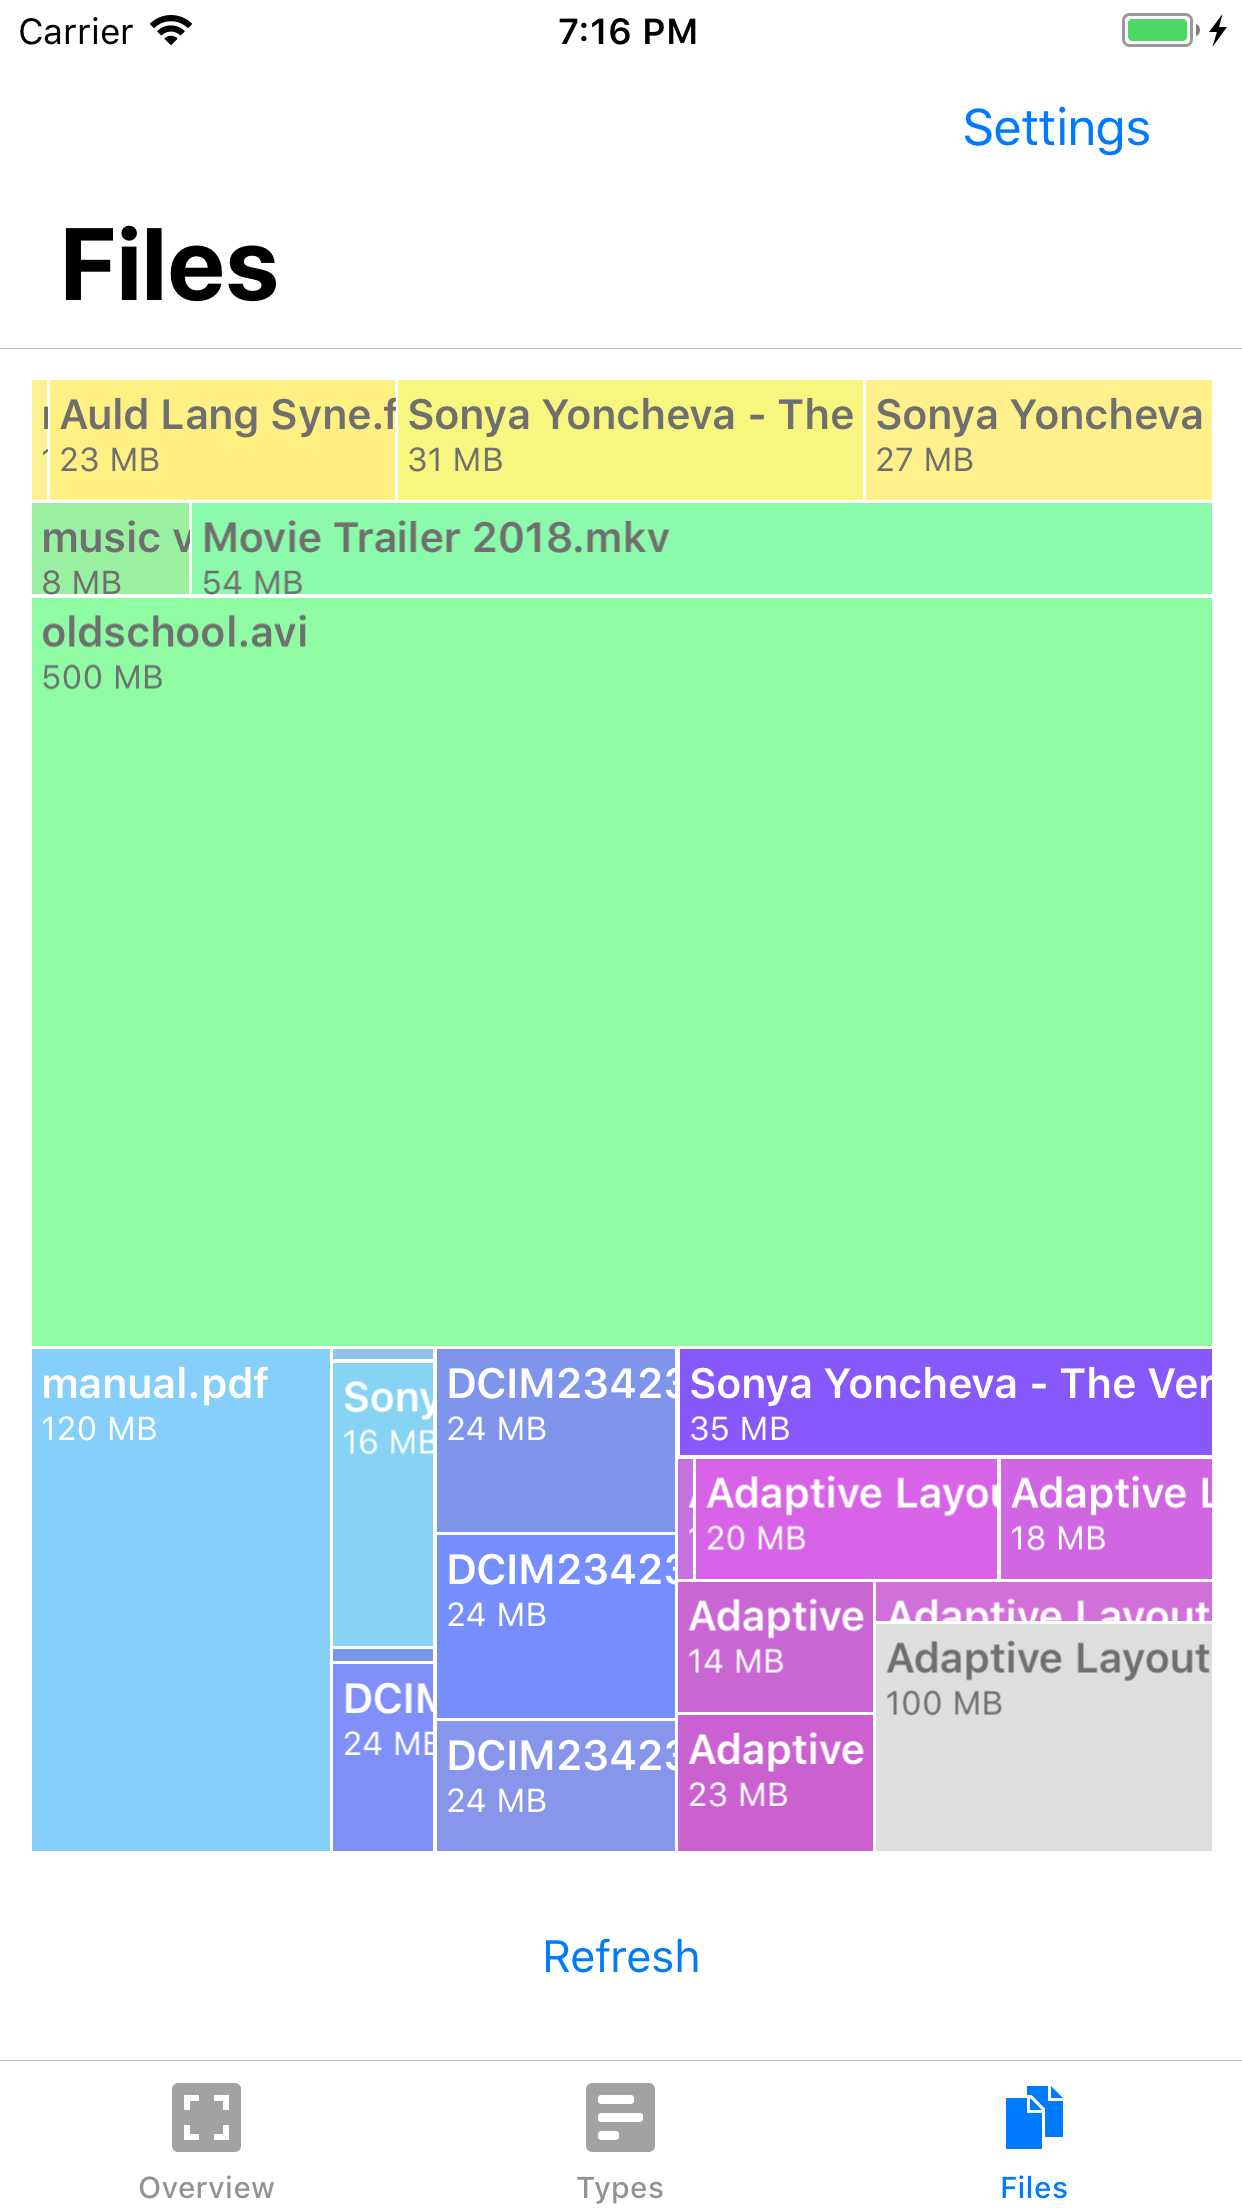 Carrier
7:16 PM
Settings
Files
Auld Lang Syne.f
23 MB
Sonya Yoncheva - The
31 MB
Sonya Yoncheva
27 MB
music v
8 MB
Movie Trailer 2018.mkv
54 MB
oldschool.avi
500 MB
manual.pdf
120 MB
Sony
16 MB
DCIM
24 MB
DCIM23423
24 MB
DCIM23423
24 MB
DCIM23423
24 MB
Sonya Yoncheva - The Ver
35 MB
Adaptive Layou
20 MB
Adaptive L
18 MB
Adaptive
14 MB
Adaptive
23 MB
Adaptive Layout
Adaptive Layout
100 MB
Refresh
Overview
Types
Files